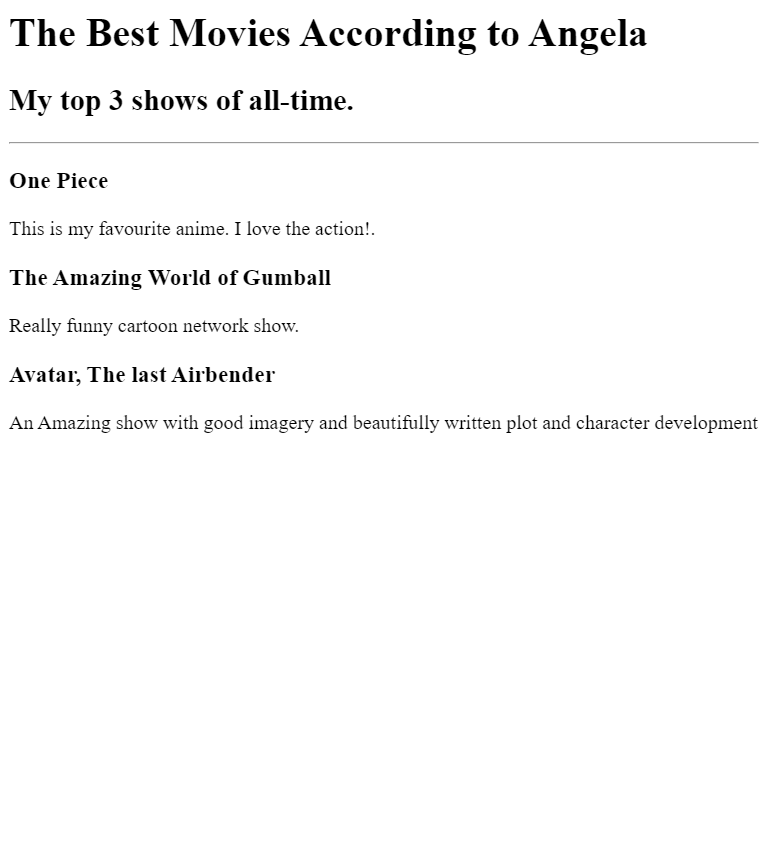 The Best Movies According to Angela
My top 3 shows of all-time.
One Piece
This is my favourite anime. I love the action!.
The Amazing World of Gumball
Really funny cartoon network show.
Avatar, The last Airbender
An Amazing show with good imagery and beautifully written plot and character development